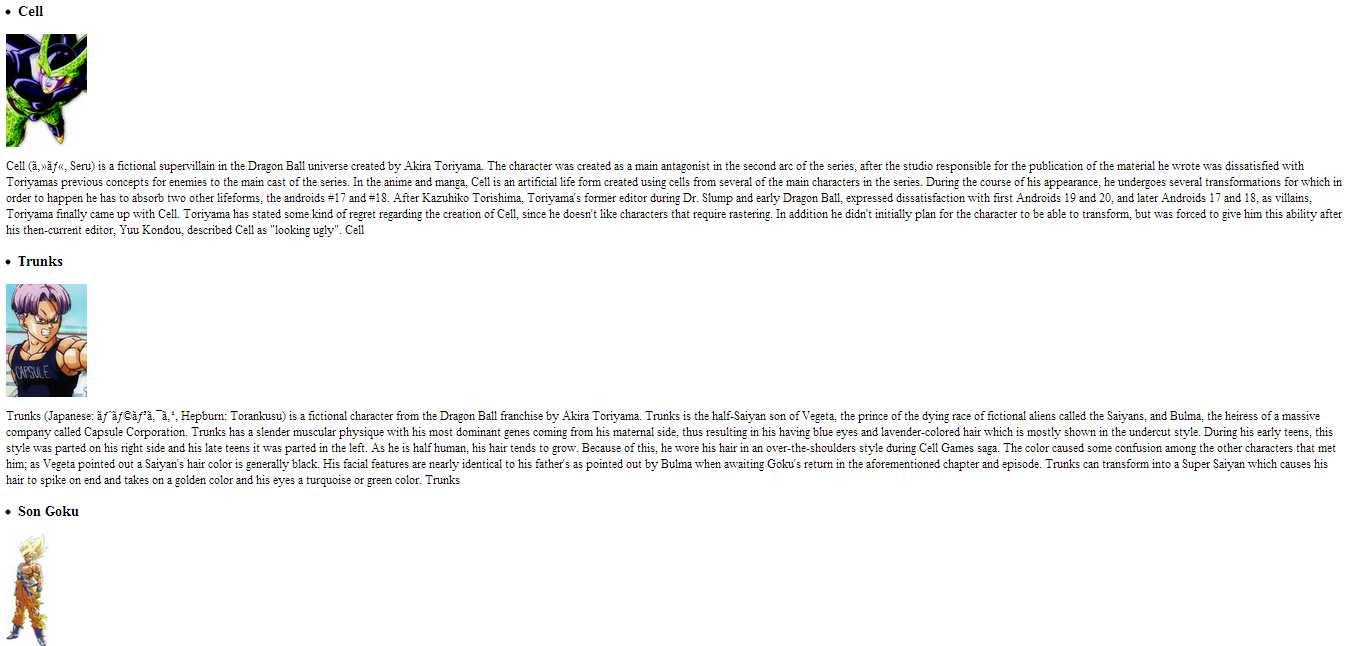 • Cell
Cell (ã‚»ãƒ«, Seru) is a fictional supervillain in the Dragon Ball universe created by Akira Toriyama. The character was created as a main antagonist in the second arc of the series, after the studio responsible for the publication of the material he wrote was dissatisfied with
Toriyamas previous concepts for enemies to the main cast of the series. In the anime and manga, Cell is an artificial life form created using cells from several of the main characters in the series. During the course of his appearance, he undergoes several transformations for which in
order to happen he has to absorb two other lifeforms, the androids #17 and #18. After Kazuhiko Torishima, Toriyama's former editor during Dr. Slump and early Dragon Ball, expressed dissatisfaction with first Androids 19 and 20, and later Androids 17 and 18, as villains,
Toriyama finally came up with Cell. Toriyama has stated some kind of regret regarding the creation of Cell, since he doesn't like characters that require rastering. In addition he didn't initially plan for the character to be able to transform, but was forced to give him this ability after
his then-current editor, Yuu Kondou, described Cell as "looking ugly". Cell
• Trunks
CAPSULE
Trunks (Japanese: ãƒˆãƒ©ãƒ³ã‚¯ã‚¹, Hepburn: Torankusu) is a fictional character from the Dragon Ball franchise by Akira Toriyama. Trunks is the half-Saiyan son of Vegeta, the prince of the dying race of fictional aliens called the Saiyans, and Bulma, the heiress of a massive
company called Capsule Corporation. Trunks has a slender muscular physique with his most dominant genes coming from his maternal side, thus resulting in his having blue eyes and lavender-colored hair which is mostly shown in the undercut style. During his early teens, this
style was parted on his right side and his late teens it was parted in the left. As he is half human, his hair tends to grow. Because of this, he wore his hair in an over-the-shoulders style during Cell Games saga. The color caused some confusion among the other characters that met
him; as Vegeta pointed out a Saiyan's hair color is generally black. His facial features are nearly identical to his father's as pointed out by Bulma when awaiting Goku's return in the aforementioned chapter and episode. Trunks can transform into a Super Saiyan which causes his
hair to spike on end and takes on a golden color and his eyes a turquoise or green color. Trunks
• Son Goku